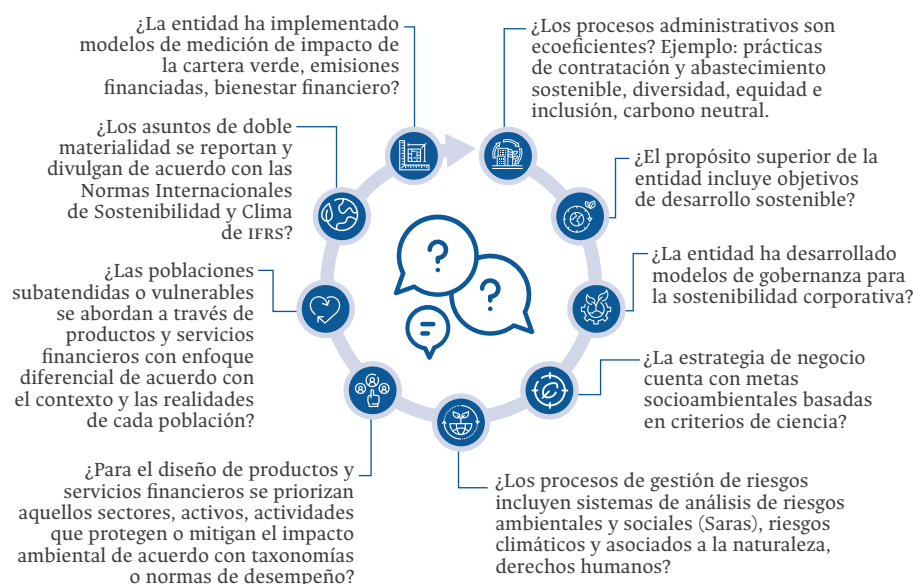 ¿La entidad ha implementado
modelos de medición de impacto de
la cartera verde, emisiones
financiadas, bienestar financiero?
¿Los procesos administrativos son
ecoeficientes? Ejemplo: prácticas
de contratación y abastecimiento
sostenible, diversidad, equidad e
inclusión, carbono neutral.
¿El propósito superior de la
entidad incluye objetivos
de desarrollo sostenible?
¿La entidad ha desarrollado
modelos de gobernanza para
la sostenibilidad corporativa?
¿La estrategia de negocio
cuenta con metas
socioambientales basadas
en criterios de ciencia?
¿Los procesos de gestión de riesgos
incluyen sistemas de análisis de riesgos
ambientales y sociales (Saras), riesgos
climáticos y asociados a la naturaleza,
derechos humanos?
¿Para el diseño de productos y
servicios financieros se priorizan
aquellos sectores, activos, actividades
que protegen o mitigan el impacto
ambiental de acuerdo con taxonomías
o normas de desempeño?
¿Las poblaciones
subatendidas o vulnerables
se abordan a través de
productos y servicios
financieros con enfoque
diferencial de acuerdo con
el contexto y las realidades
de cada población?
¿Los asuntos de doble
materialidad se reportan y
divulgan de acuerdo con las
Normas Internacionales
de Sostenibilidad y Clima
de IFRS?
?
?